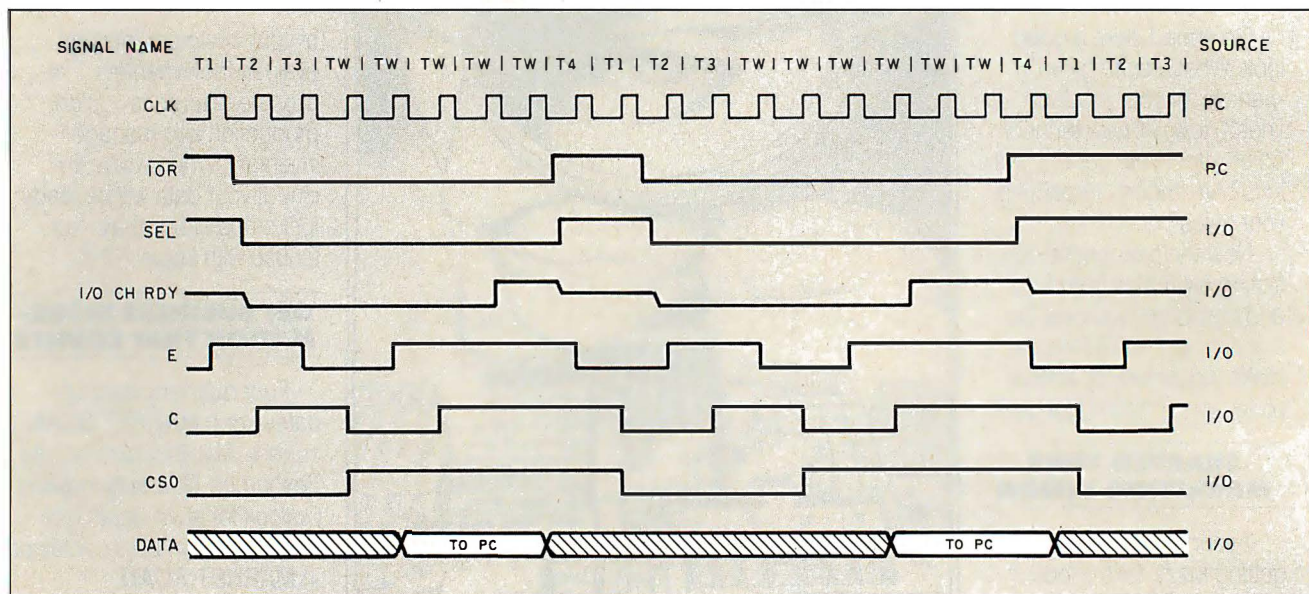 SIGNAL NAME SOURCE
T1 | T2 | T3 | TW | TW | TW | TW | TW | T4 | T1 | T2 | T3 | TW | TW | TW | TW | TW | TW | T4 | T1 | T2 | T3 |
CLK PC
IOR PC
SEL I/O
I/O CH RDY I/O
E I/O
C I/O
CS0 I/O
DATA TO PC TO PC I/O